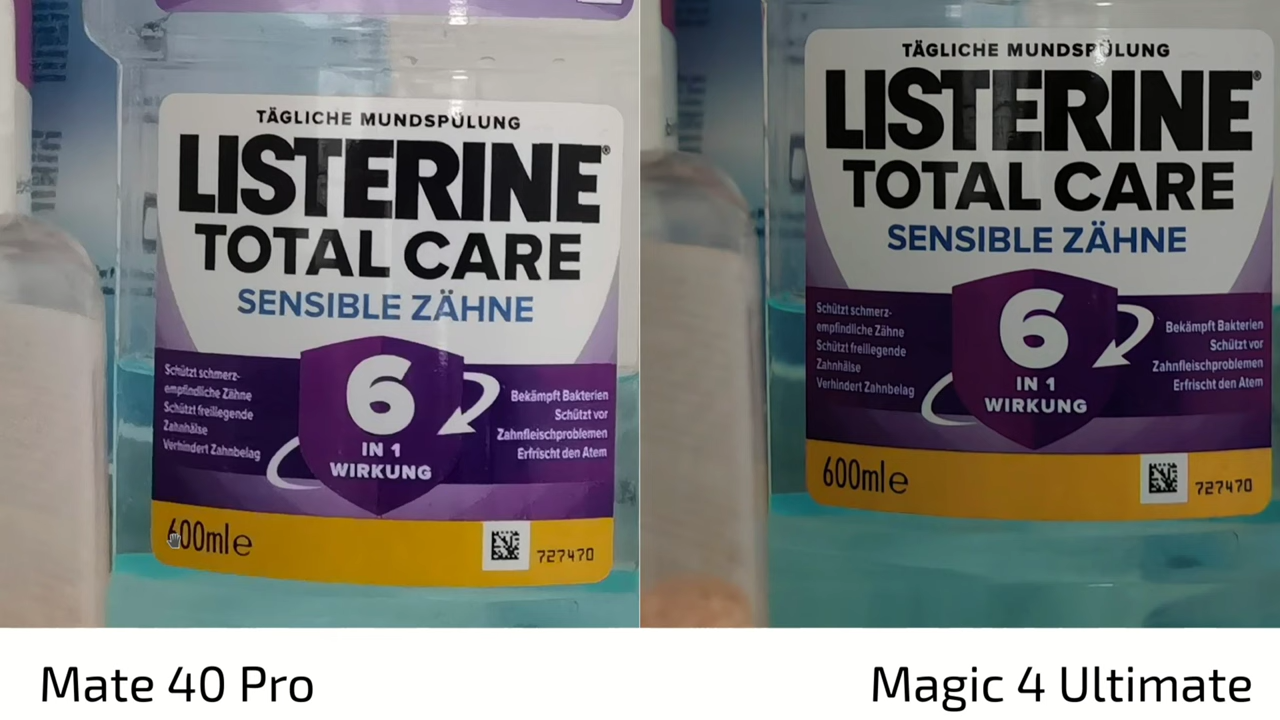 TÄGLICHE MUNDSPÜLUNG
LISTERINE®
TOTAL CARE
SENSIBLE ZÄHNE
Schützt schmerz-
empfindliche Zähne
Schützt freiliegende
Zahnhälse
Verhindert Zahnbelag
6
IN 1
WIRKUNG
Bekämpft Bakterien
Schützt vor
Zahnfleischproblemen
Erfrischt den Atem
600ml e
727470
TÄGLICHE MUNDSPÜLUNG
LISTERINE®
TOTAL CARE
SENSIBLE ZÄHNE
Schützt schmerz-
empfindliche Zähne
Schützt freiliegende
Zahnhälse
Verhindert Zahnbelag
6
IN 1
WIRKUNG
Bekämpft Bakterien
Schützt vor
Zahnfleischproblemen
Erfrischt den Atem
600ml e
727470
Mate 40 Pro
Magic 4 Ultimate